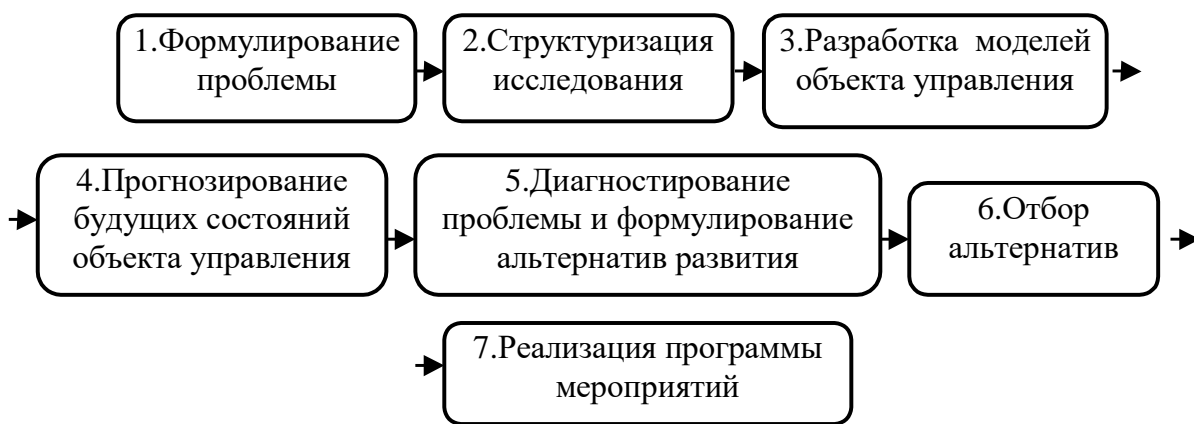 1.Формулирование
проблемы
2.Структуризация
исследования
3.Разработка моделей
объекта управления
4.Прогнозирование
будущих состояний
объекта управления
5.Диагностирование
проблемы и формулирование
альтернатив развития
6.Отбор
альтернатив
7.Реализация программы
мероприятий